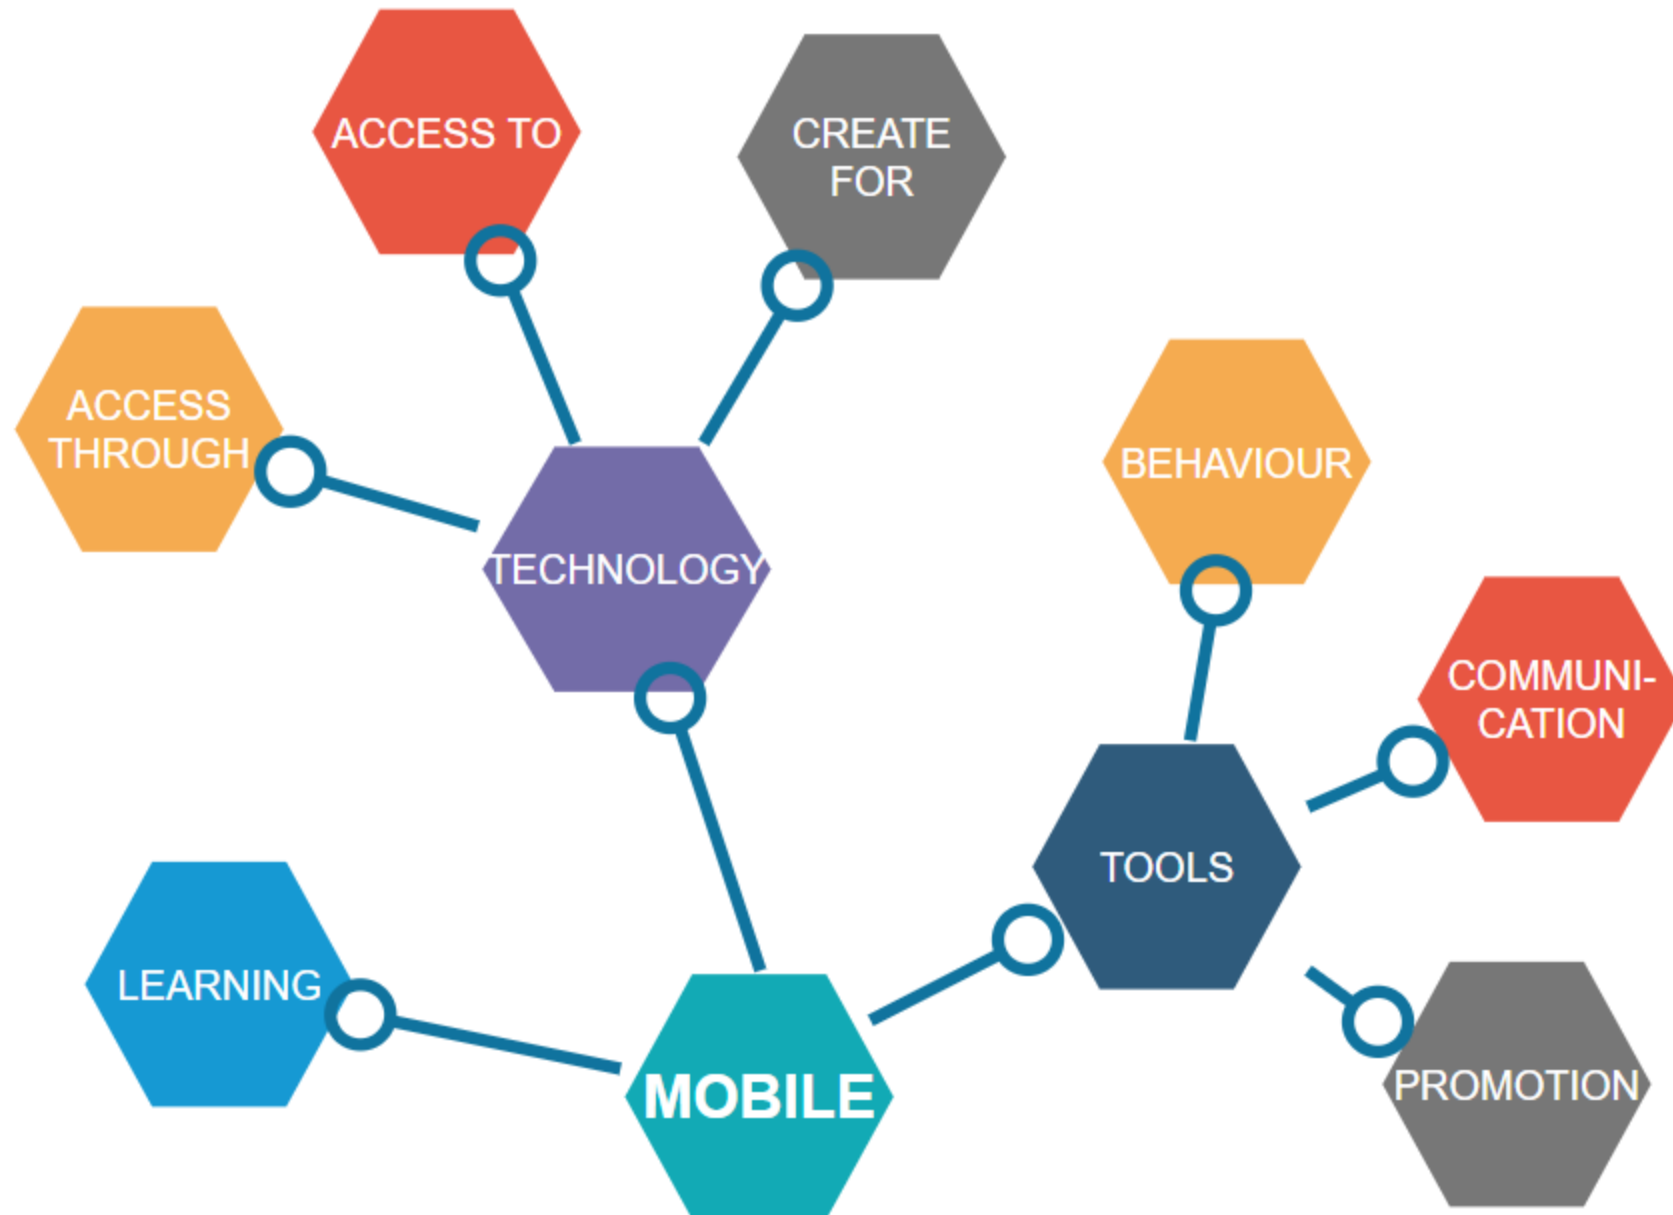 ACCESS TO
CREATE
FOR
ACCESS
THROUGH
BEHAVIOUR
TECHNOLOGY
COMMUNI-
CATION
TOOLS
LEARNING
MOBILE
PROMOTION